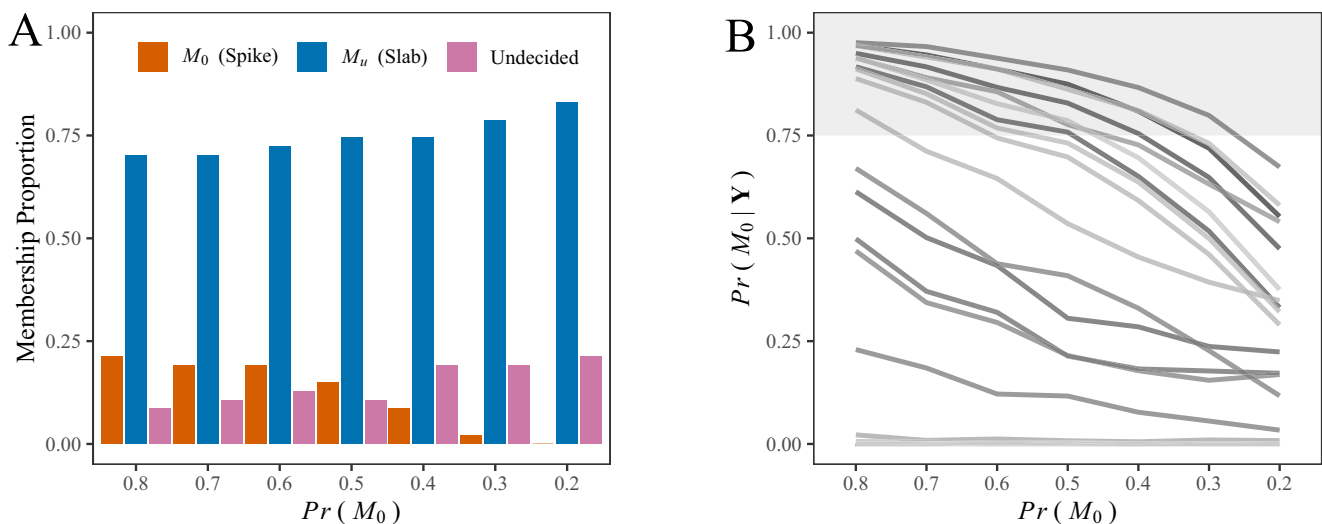 A
M0 (Spike) Mu (Slab) Undecided
Membership Proportion
1.00
0.75
0.50
0.25
0.00
0.8 0.7 0.6 0.5 0.4 0.3 0.2
Pr ( M0 )
B
Pr ( M0 | Y )
1.00
0.75
0.50
0.25
0.00
0.8 0.7 0.6 0.5 0.4 0.3 0.2
Pr ( M0 )